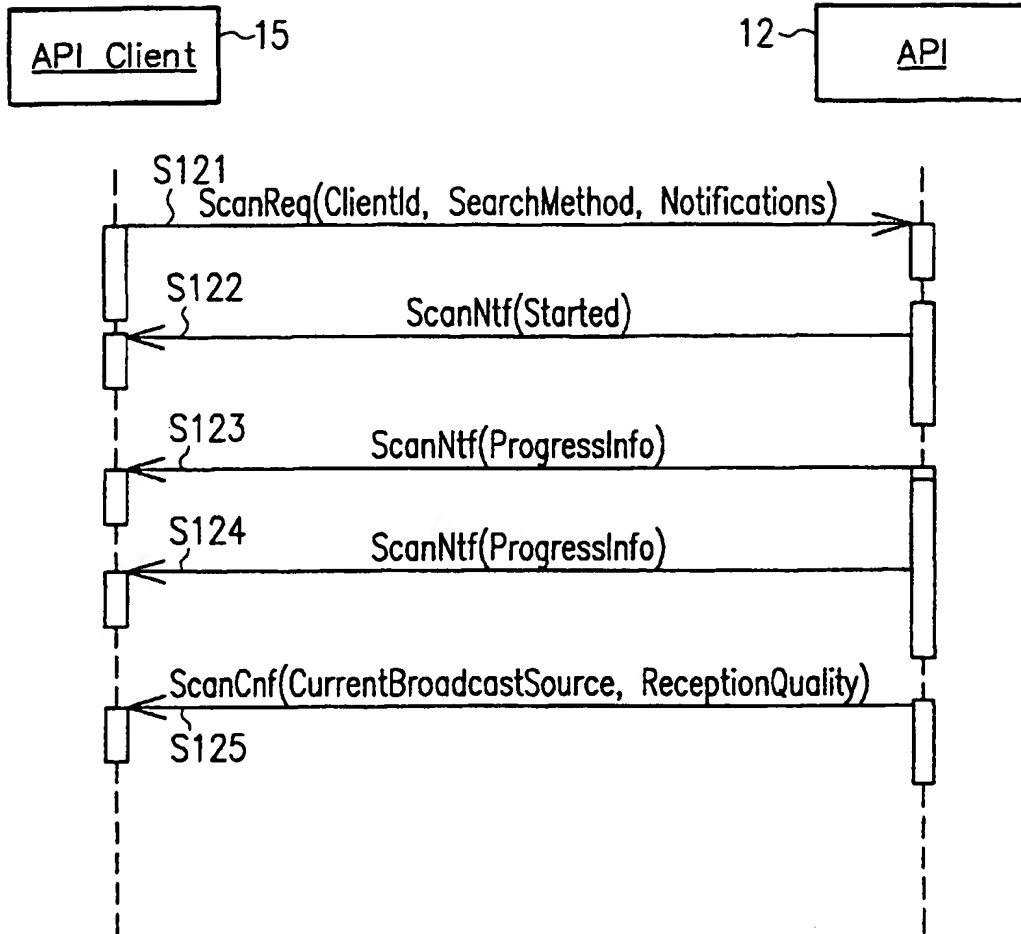 API Client
15
12
API
S121
ScanReq(ClientId, SearchMethod, Notifications)
S122
ScanNtf(Started)
S123
ScanNtf(ProgressInfo)
S124
ScanNtf(ProgressInfo)
ScanCnf(CurrentBroadcastSource, ReceptionQuality)
S125